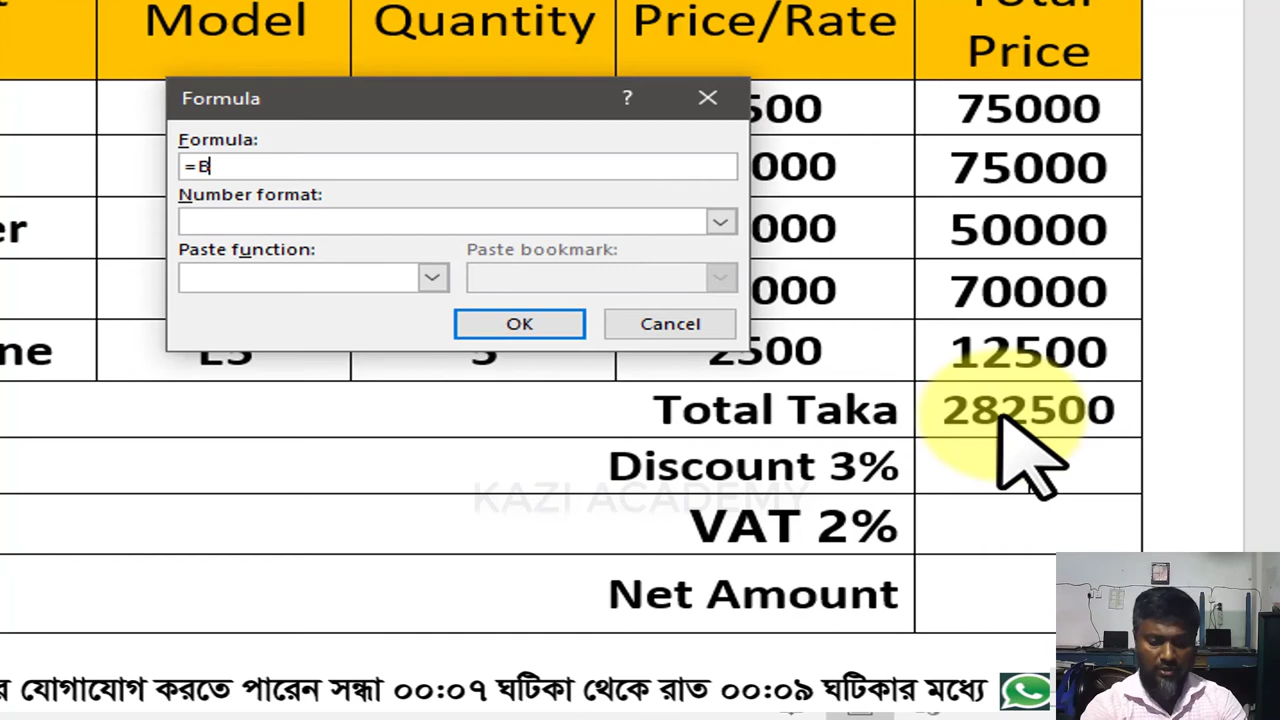 Model Quantity Price/Rate Total
Price
Formula ?
Formula:
=B
Number format:
Paste function: Paste bookmark:
OK Cancel
500 75000
000 75000
er 000 50000
000 70000
ne 2500 12500
Total Taka 282500
Discount 3%
KAZI ACADEMY
VAT 2%
Net Amount
র যোগাযোগ করতে পারেন সন্ধা ০০:০৭ ঘটিকা থেকে রাত ০০:০৯ ঘটিকার মধ্যে